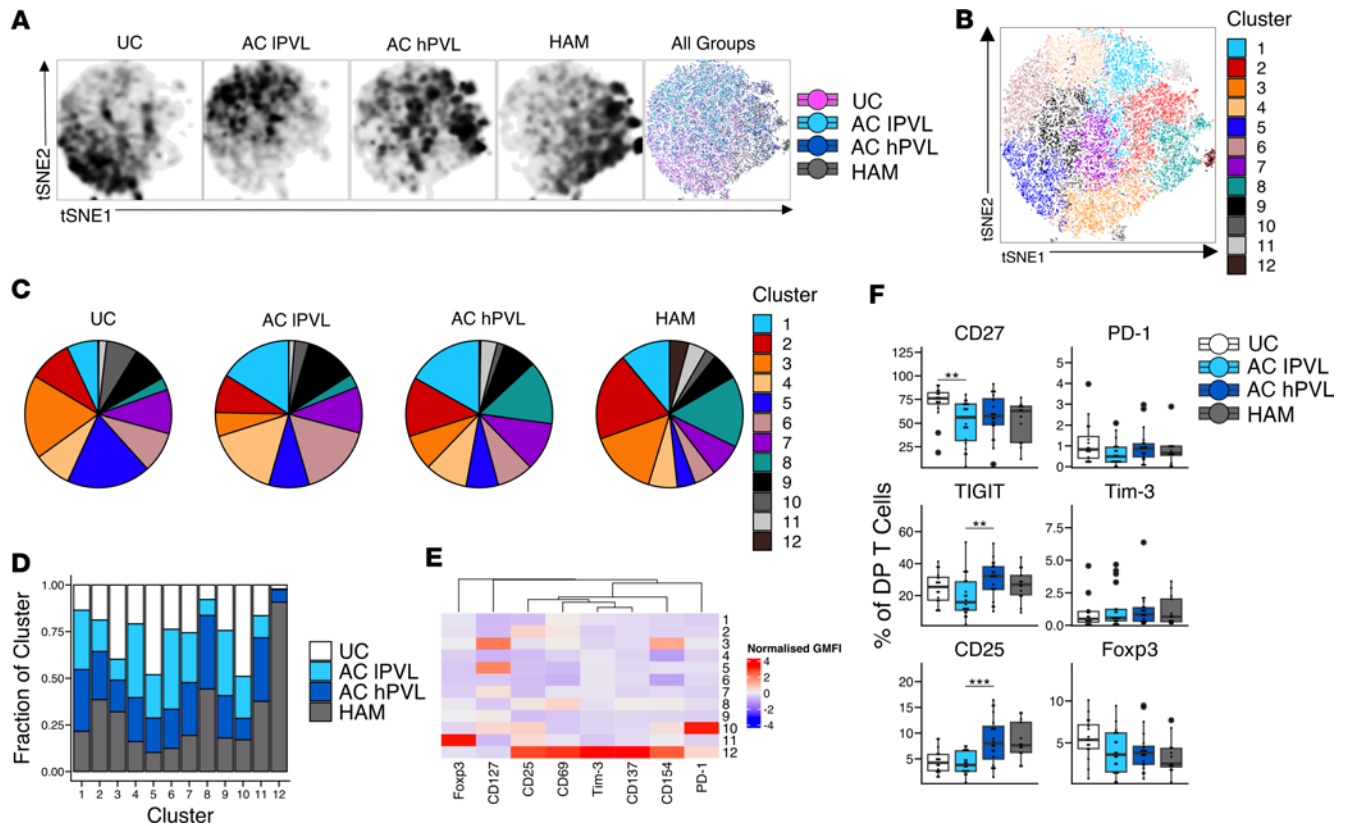 A
UC
AC lPVL
AC hPVL
HAM
All Groups
tSNE2
tSNE1
UC
AC lPVL
AC hPVL
HAM
B
tSNE2
tSNE1
Cluster
1
2
3
4
5
6
7
8
9
10
11
12
C
UC
AC lPVL
AC hPVL
HAM
Cluster
1
2
3
4
5
6
7
8
9
10
11
12
D
Fraction of Cluster
1.00
0.75
0.50
0.25
0.00
1 2 3 4 5 6 7 8 9 10 11 12
Cluster
UC
AC lPVL
AC hPVL
HAM
E
1
2
3
4
5
6
7
8
9
10
11
12
Foxp3
CD127
CD25
CD69
Tim-3
CD137
CD154
PD-1
Normalised GMFI
4
2
0
-2
-4
F
% of DP T Cells
CD27
125
100
75
50
25
**
PD-1
5
4
3
2
1
0
TIGIT
60
40
20
**
Tim-3
7.5
5.0
2.5
0.0
CD25
20
15
10
5
***
Foxp3
10
5
UC
AC lPVL
AC hPVL
HAM